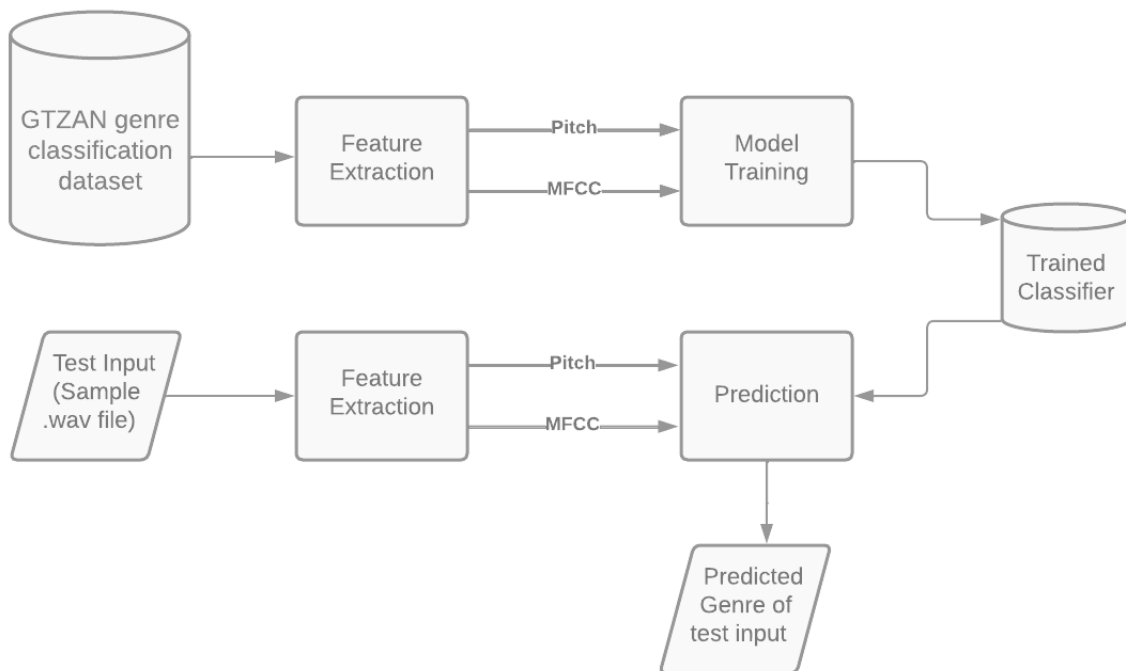 GTZAN genre
classification
dataset
Feature
Extraction
Pitch
MFCC
Model
Training
Trained
Classifier
Test Input
(Sample
.wav file)
Feature
Extraction
Pitch
MFCC
Prediction
Predicted
Genre of
test input